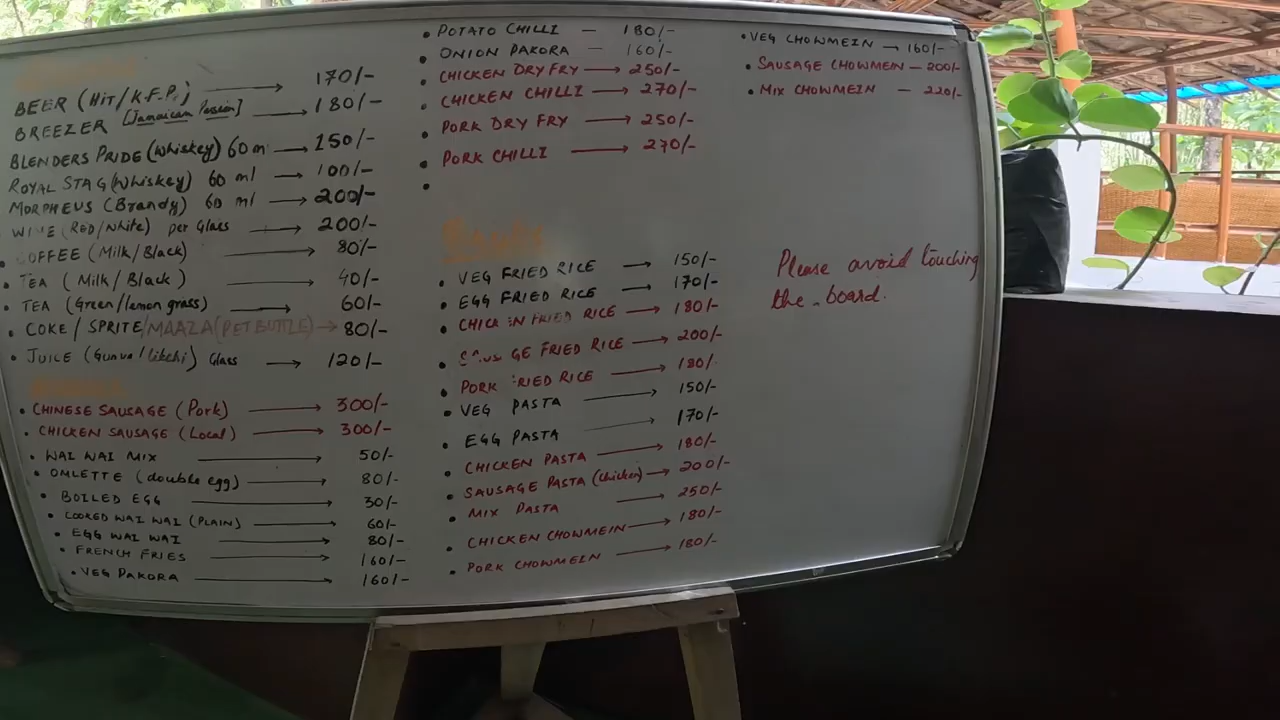 BEER (HIT/K.F.P.) → 170/-
BREEZER [Jamaican Passion] → 180/-
BLENDERS PRIDE (Whiskey) 60 ml → 150/-
ROYAL STAG (Whiskey) 60 ml → 100/-
MORPHEUS (Brandy) 60 ml → 200/-
WINE (RED/White) per Glass → 200/-
COFFEE (Milk/Black) → 80/-
TEA (Milk/Black) → 40/-
TEA (Green/lemon grass) → 60/-
COKE/SPRITE/MAAZA (PET BOTTLE) → 80/-
JUICE (Guava/likchi) Glass → 120/-
CHINESE SAUSAGE (Pork) → 300/-
CHICKEN SAUSAGE (Local) → 300/-
WAI WAI MIX → 50/-
OMLETTE (double egg) → 80/-
BOILED EGG → 30/-
COOKED WAI WAI (PLAIN) → 60/-
EGG WAI WAI → 80/-
FRENCH FRIES → 160/-
VEG PAKORA → 160/-
POTATO CHILLI — 180/-
ONION PAKORA — 160/-
CHICKEN DRY FRY → 250/-
CHICKEN CHILLI → 270/-
PORK DRY FRY → 250/-
PORK CHILLI → 270/-
VEG FRIED RICE → 150/-
EGG FRIED RICE → 170/-
CHICKEN FRIED RICE → 180/-
SAUSAGE FRIED RICE → 200/-
PORK FRIED RICE → 180/-
VEG PASTA → 150/-
EGG PASTA → 170/-
CHICKEN PASTA → 180/-
SAUSAGE PASTA (chicken) → 200/-
MIX PASTA → 250/-
CHICKEN CHOWMEIN → 180/-
PORK CHOWMEIN → 180/-
VEG CHOWMEIN → 160/-
SAUSAGE CHOWMEIN — 200/-
MIX CHOWMEIN — 220/-
Please avoid touching
the board.